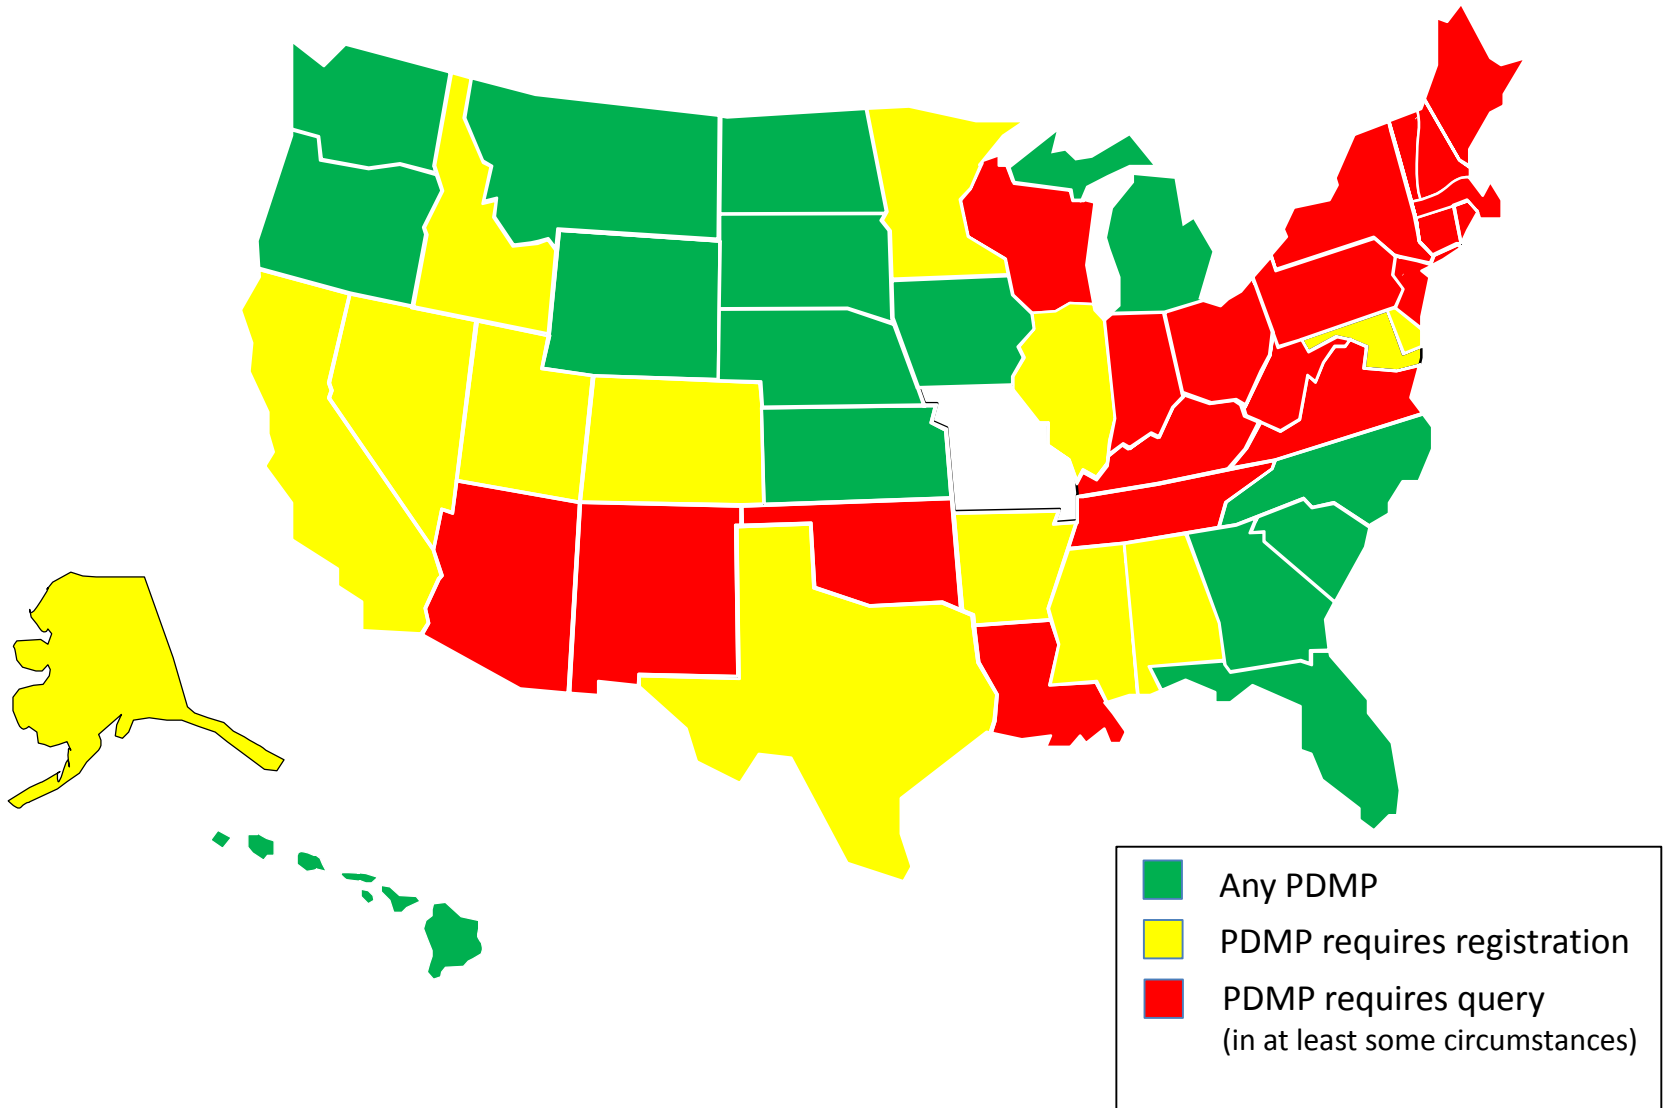 Any PDMP
PDMP requires registration
PDMP requires query
(in at least some circumstances)